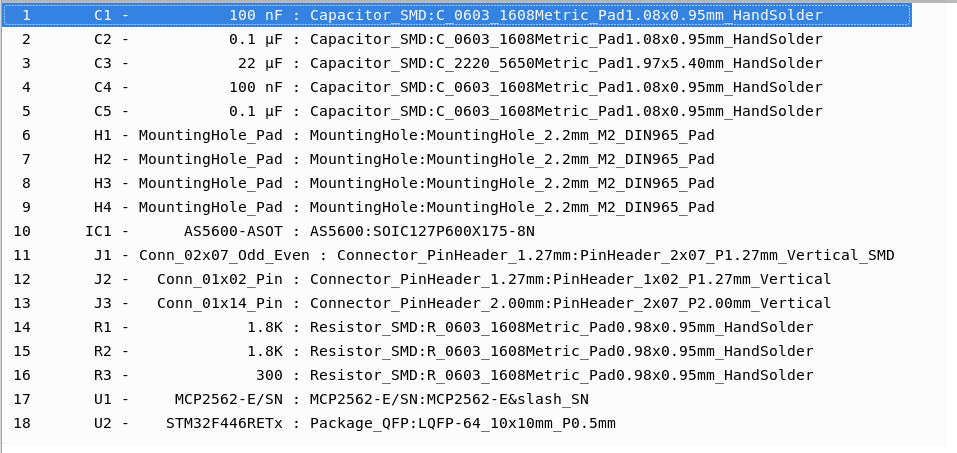 1 C1 - 100 nF : Capacitor_SMD:C_0603_1608Metric_Pad1.08x0.95mm_HandSolder
2 C2 - 0.1 µF : Capacitor_SMD:C_0603_1608Metric_Pad1.08x0.95mm_HandSolder
3 C3 - 22 µF : Capacitor_SMD:C_2220_5650Metric_Pad1.97x5.40mm_HandSolder
4 C4 - 100 nF : Capacitor_SMD:C_0603_1608Metric_Pad1.08x0.95mm_HandSolder
5 C5 - 0.1 µF : Capacitor_SMD:C_0603_1608Metric_Pad1.08x0.95mm_HandSolder
6 H1 - MountingHole_Pad : MountingHole:MountingHole_2.2mm_M2_DIN965_Pad
7 H2 - MountingHole_Pad : MountingHole:MountingHole_2.2mm_M2_DIN965_Pad
8 H3 - MountingHole_Pad : MountingHole:MountingHole_2.2mm_M2_DIN965_Pad
9 H4 - MountingHole_Pad : MountingHole:MountingHole_2.2mm_M2_DIN965_Pad
10 IC1 - AS5600-ASOT : AS5600:SOIC127P600X175-8N
11 J1 - Conn_02x07_Odd_Even : Connector_PinHeader_1.27mm:PinHeader_2x07_P1.27mm_Vertical_SMD
12 J2 - Conn_01x02_Pin : Connector_PinHeader_1.27mm:PinHeader_1x02_P1.27mm_Vertical
13 J3 - Conn_01x14_Pin : Connector_PinHeader_2.00mm:PinHeader_2x07_P2.00mm_Vertical
14 R1 - 1.8K : Resistor_SMD:R_0603_1608Metric_Pad0.98x0.95mm_HandSolder
15 R2 - 1.8K : Resistor_SMD:R_0603_1608Metric_Pad0.98x0.95mm_HandSolder
16 R3 - 300 : Resistor_SMD:R_0603_1608Metric_Pad0.98x0.95mm_HandSolder
17 U1 - MCP2562-E/SN : MCP2562-E/SN:MCP2562-E&slash_SN
18 U2 - STM32F446RETx : Package_QFP:LQFP-64_10x10mm_P0.5mm